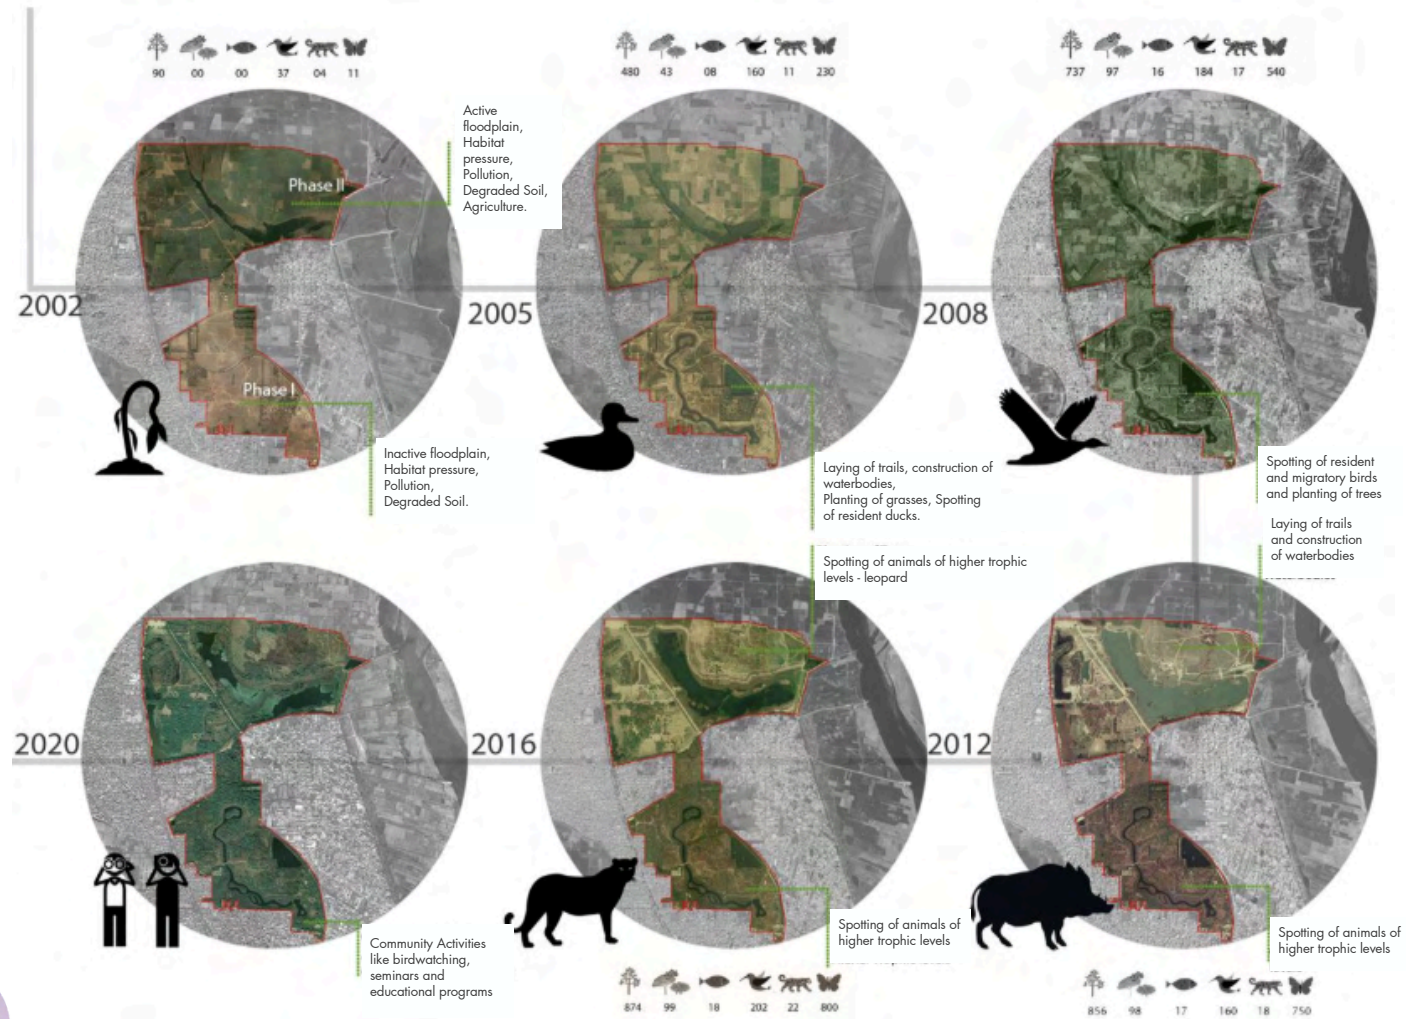 90 00 00 37 04 11
480 43 08 160 11 230
737 97 16 184 17 540
Active
floodplain,
Habitat
pressure,
Pollution,
Degraded Soil,
Agriculture.
Phase II
2002
2005
2008
Phase I
Inactive floodplain,
Habitat pressure,
Pollution,
Degraded Soil.
Laying of trails, construction of
waterbodies,
Planting of grasses, Spotting
of resident ducks.
Spotting of resident
and migratory birds
and planting of trees
Laying of trails
and construction
of waterbodies
Spotting of animals of higher trophic
levels - leopard
2020
2016
2012
Community Activities
like birdwatching,
seminars and
educational programs
Spotting of animals of
higher trophic levels
Spotting of animals of
higher trophic levels
874 99 18 202 22 800
856 98 17 160 18 750